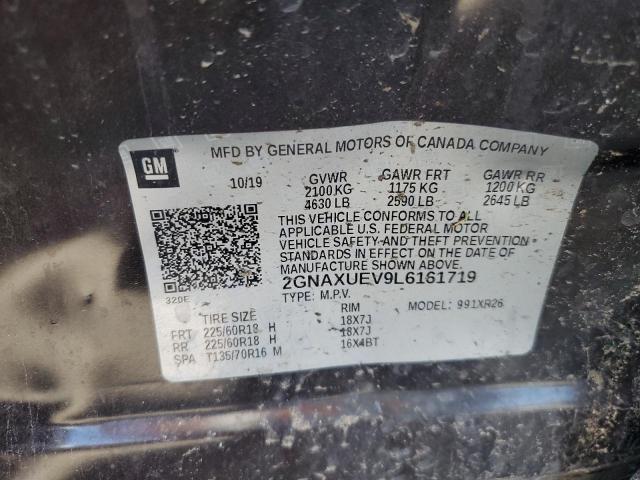 GM
MFD BY GENERAL MOTORS OF CANADA COMPANY
10/19 GVWR GAWR FRT GAWR RR
2100 KG 1175 KG 1200 KG
4630 LB 2590 LB 2645 LB
THIS VEHICLE CONFORMS TO ALL
APPLICABLE U.S. FEDERAL MOTOR
VEHICLE SAFETY AND THEFT PREVENTION
STANDARDS IN EFFECT ON THE DATE
OF MANUFACTURE SHOWN ABOVE.
320E
2GNAXUEV9L6161719
TYPE: M.P.V. MODEL: 991XR26
TIRE SIZE RIM
FRT 225/60R18 H 18X7J
RR 225/60R18 H 18X7J
SPA T135/70R16 M 16X4BT